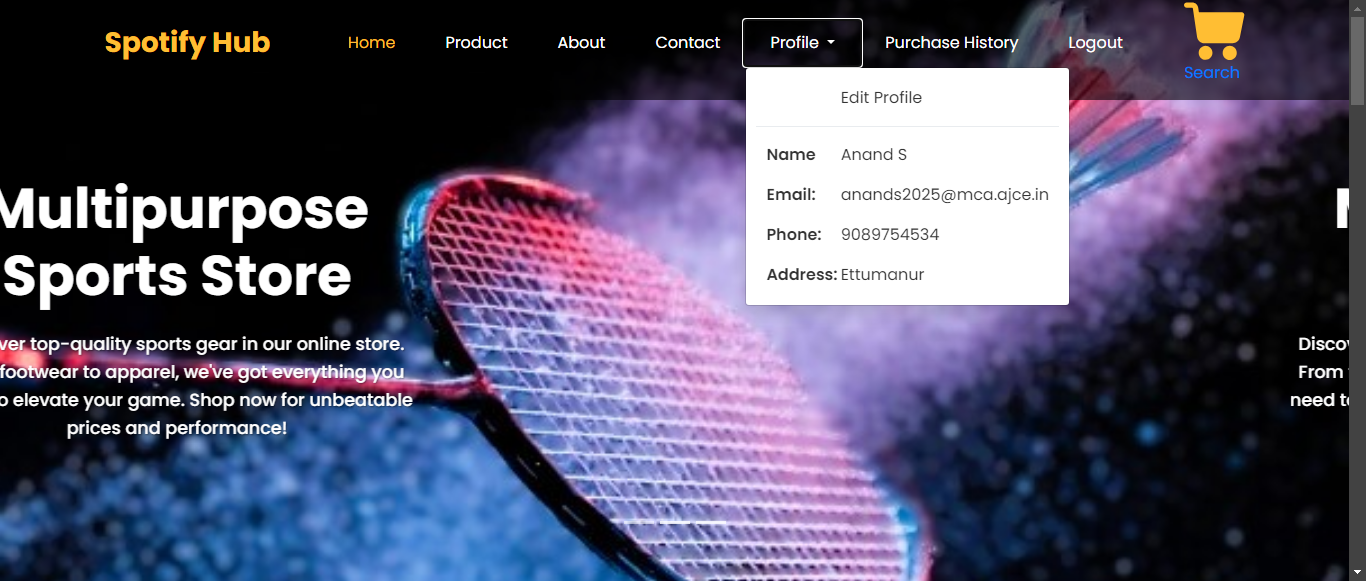 Spotify Hub
Home
Product
About
Contact
Profile
Purchase History
Logout
Search
Edit Profile
Name Anand S
Email: anands2025@mca.ajce.in
Phone: 9089754534
Address: Ettumanur
Multipurpose
Sports Store
top-quality sports gear in our online store.
footwear to apparel, we've got everything you
elevate your game. Shop now for unbeatable
prices and performance!
From
need